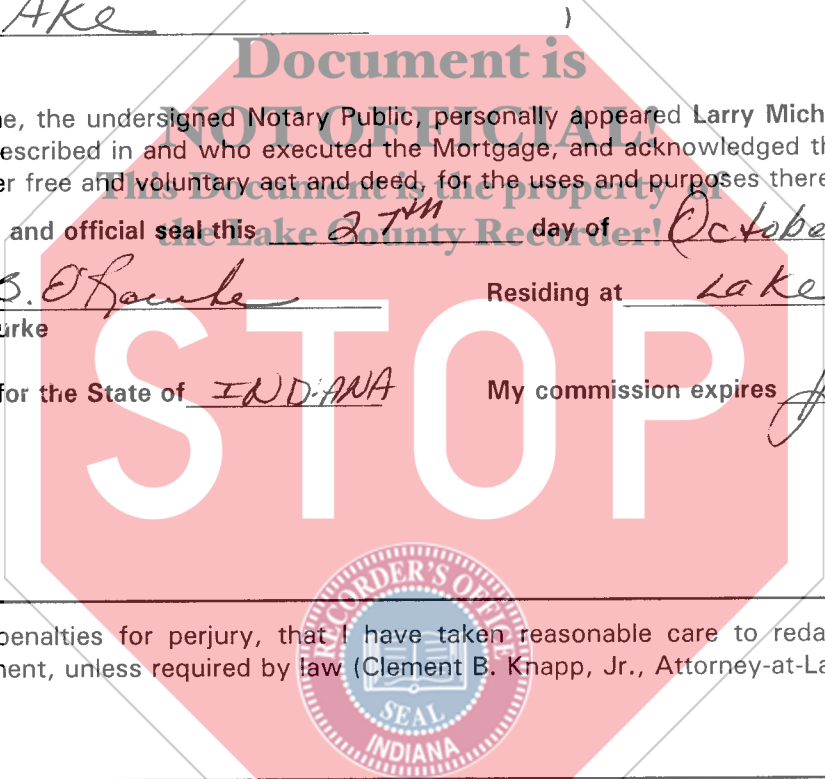 LAKE )
Document is
NOT OFFICIAL!
This Document is the property of
the Lake County Recorder!
e, the undersigned Notary Public, personally appeared Larry Mich
escribed in and who executed the Mortgage, and acknowledged th
er free and voluntary act and deed, for the uses and purposes there
and official seal this 27TH day of Octobe
B. O'Rourke Residing at Lake
urke
for the State of INDIANA My commission expires
STOP
RECORDER'S OFFICE
SEAL
INDIANA
penalties for perjury, that I have taken reasonable care to reda
ment, unless required by law (Clement B. Knapp, Jr., Attorney-at-La